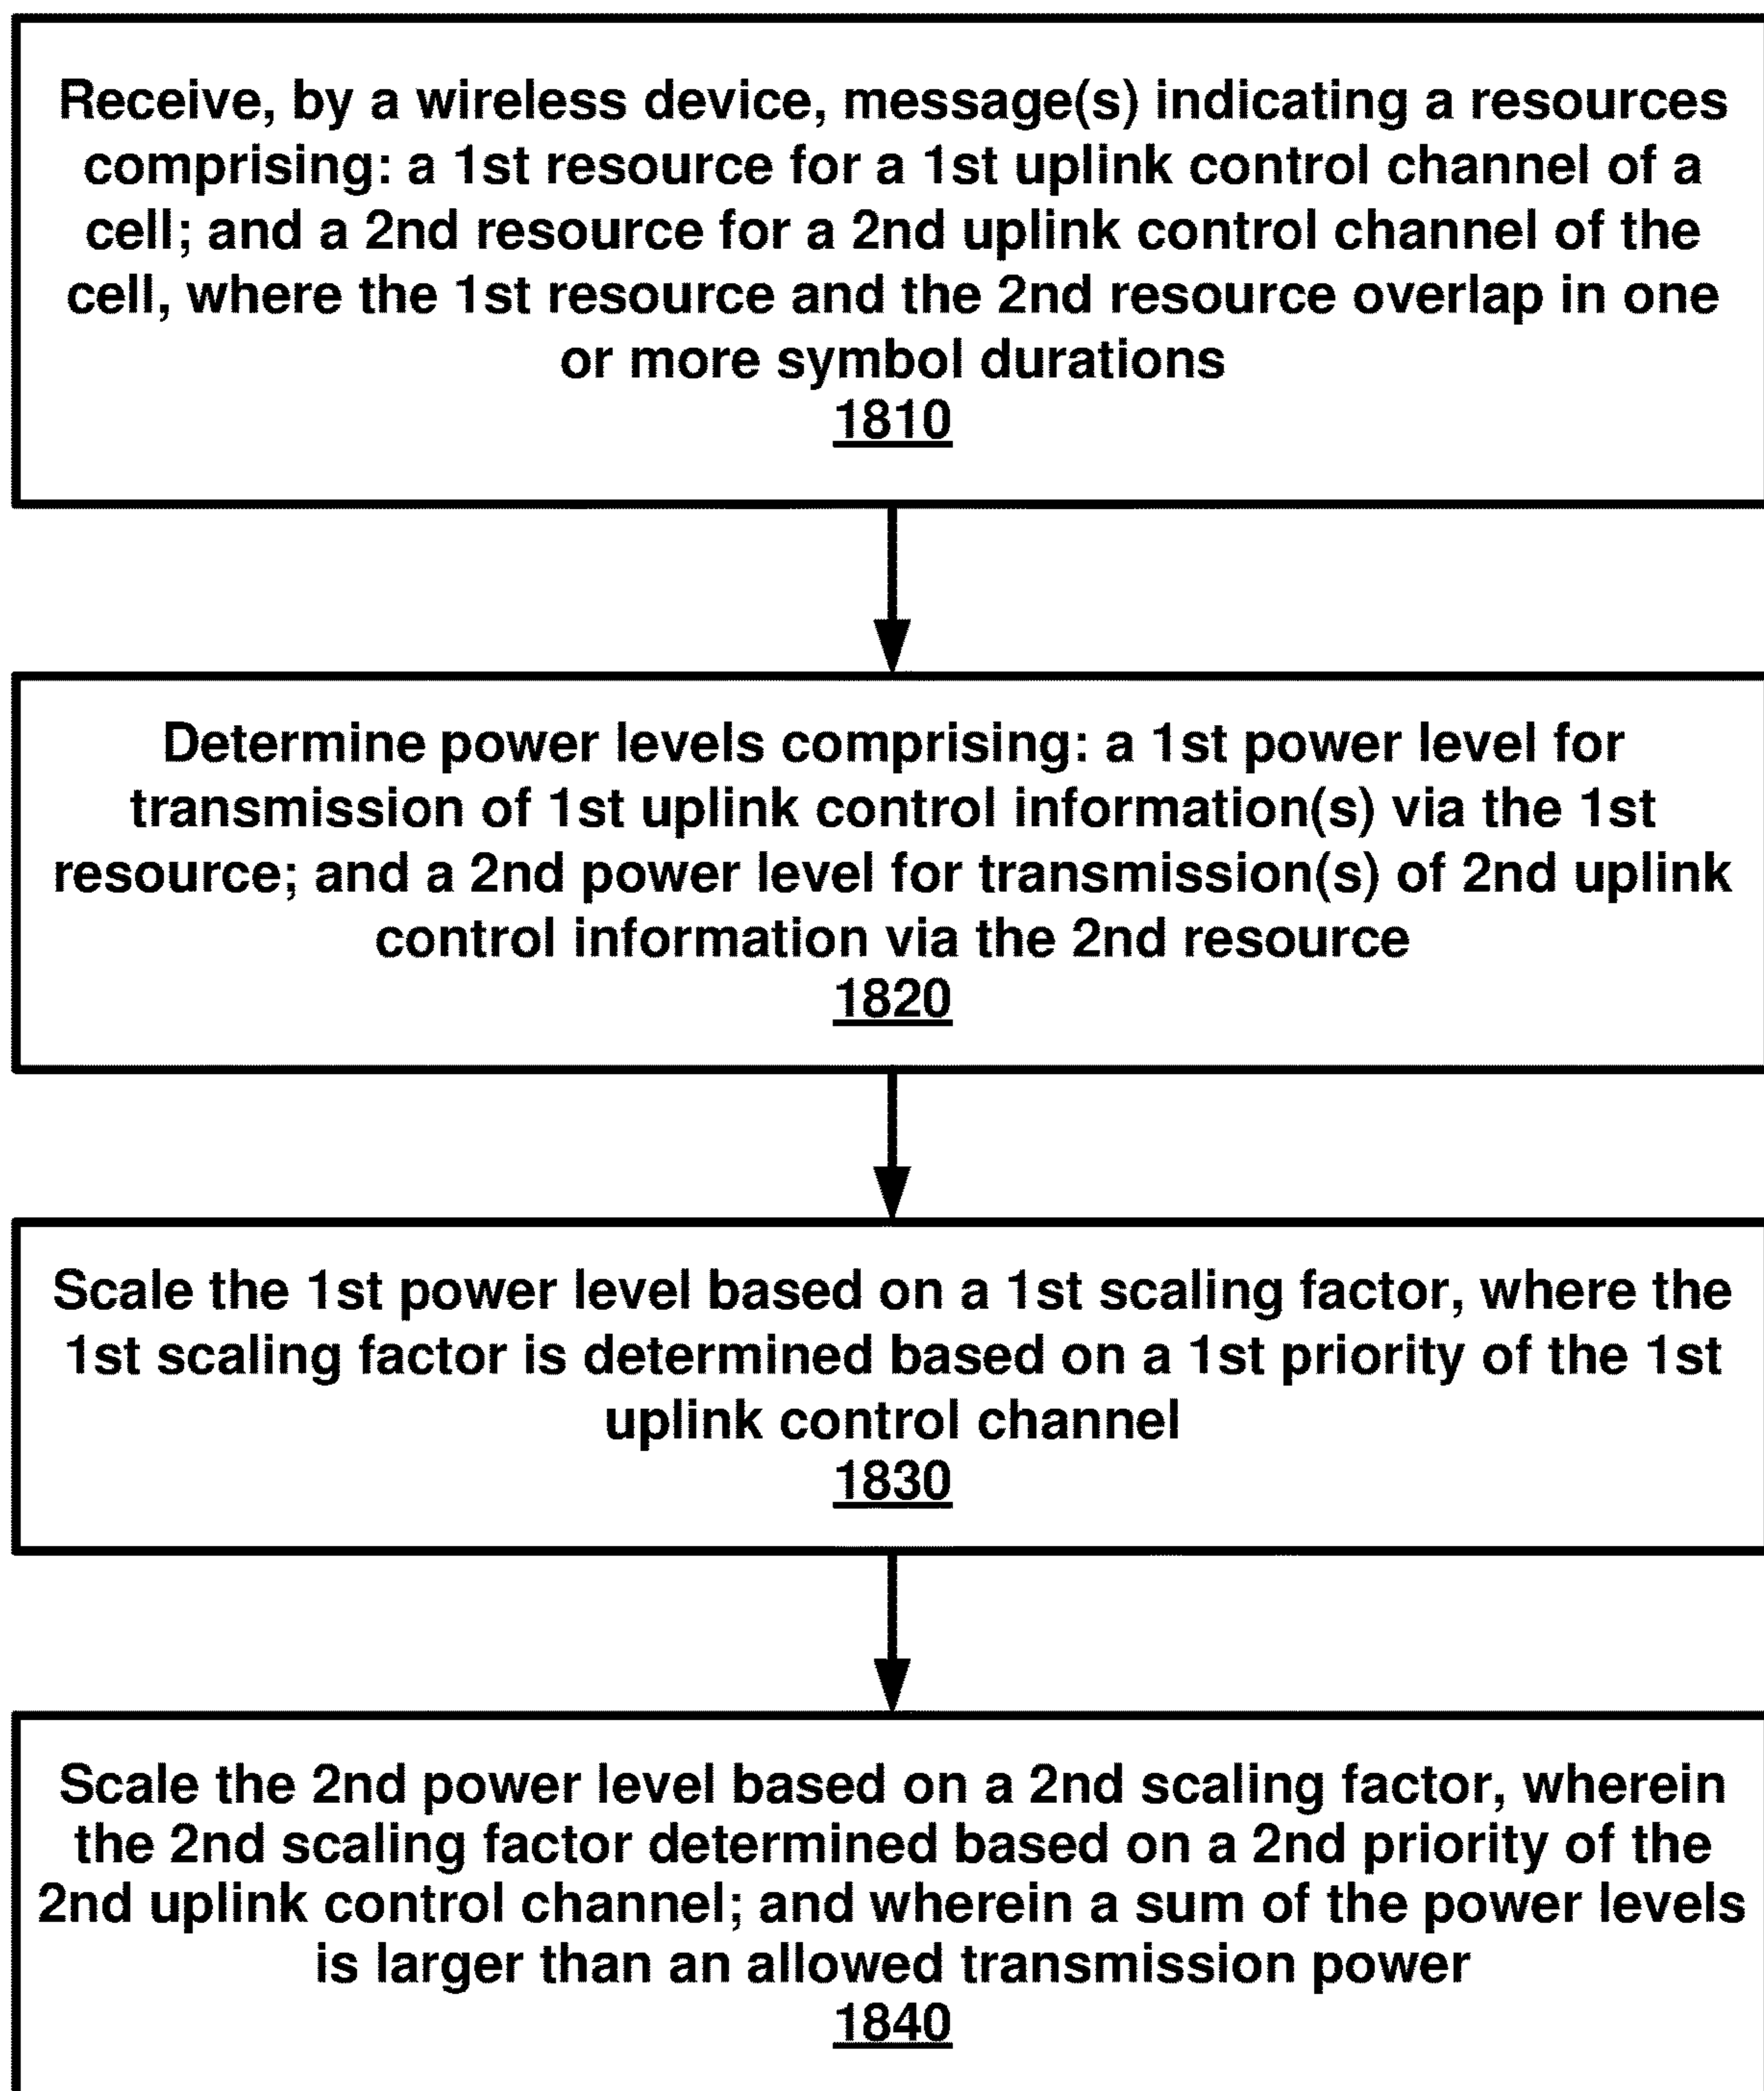 Receive, by a wireless device, message(s) indicating a resources
comprising: a 1st resource for a 1st uplink control channel of a
cell; and a 2nd resource for a 2nd uplink control channel of the
cell, where the 1st resource and the 2nd resource overlap in one
or more symbol durations
1810
Determine power levels comprising: a 1st power level for
transmission of 1st uplink control information(s) via the 1st
resource; and a 2nd power level for transmission(s) of 2nd uplink
control information via the 2nd resource
1820
Scale the 1st power level based on a 1st scaling factor, where the
1st scaling factor is determined based on a 1st priority of the 1st
uplink control channel
1830
Scale the 2nd power level based on a 2nd scaling factor, wherein
the 2nd scaling factor determined based on a 2nd priority of the
2nd uplink control channel; and wherein a sum of the power levels
is larger than an allowed transmission power
1840